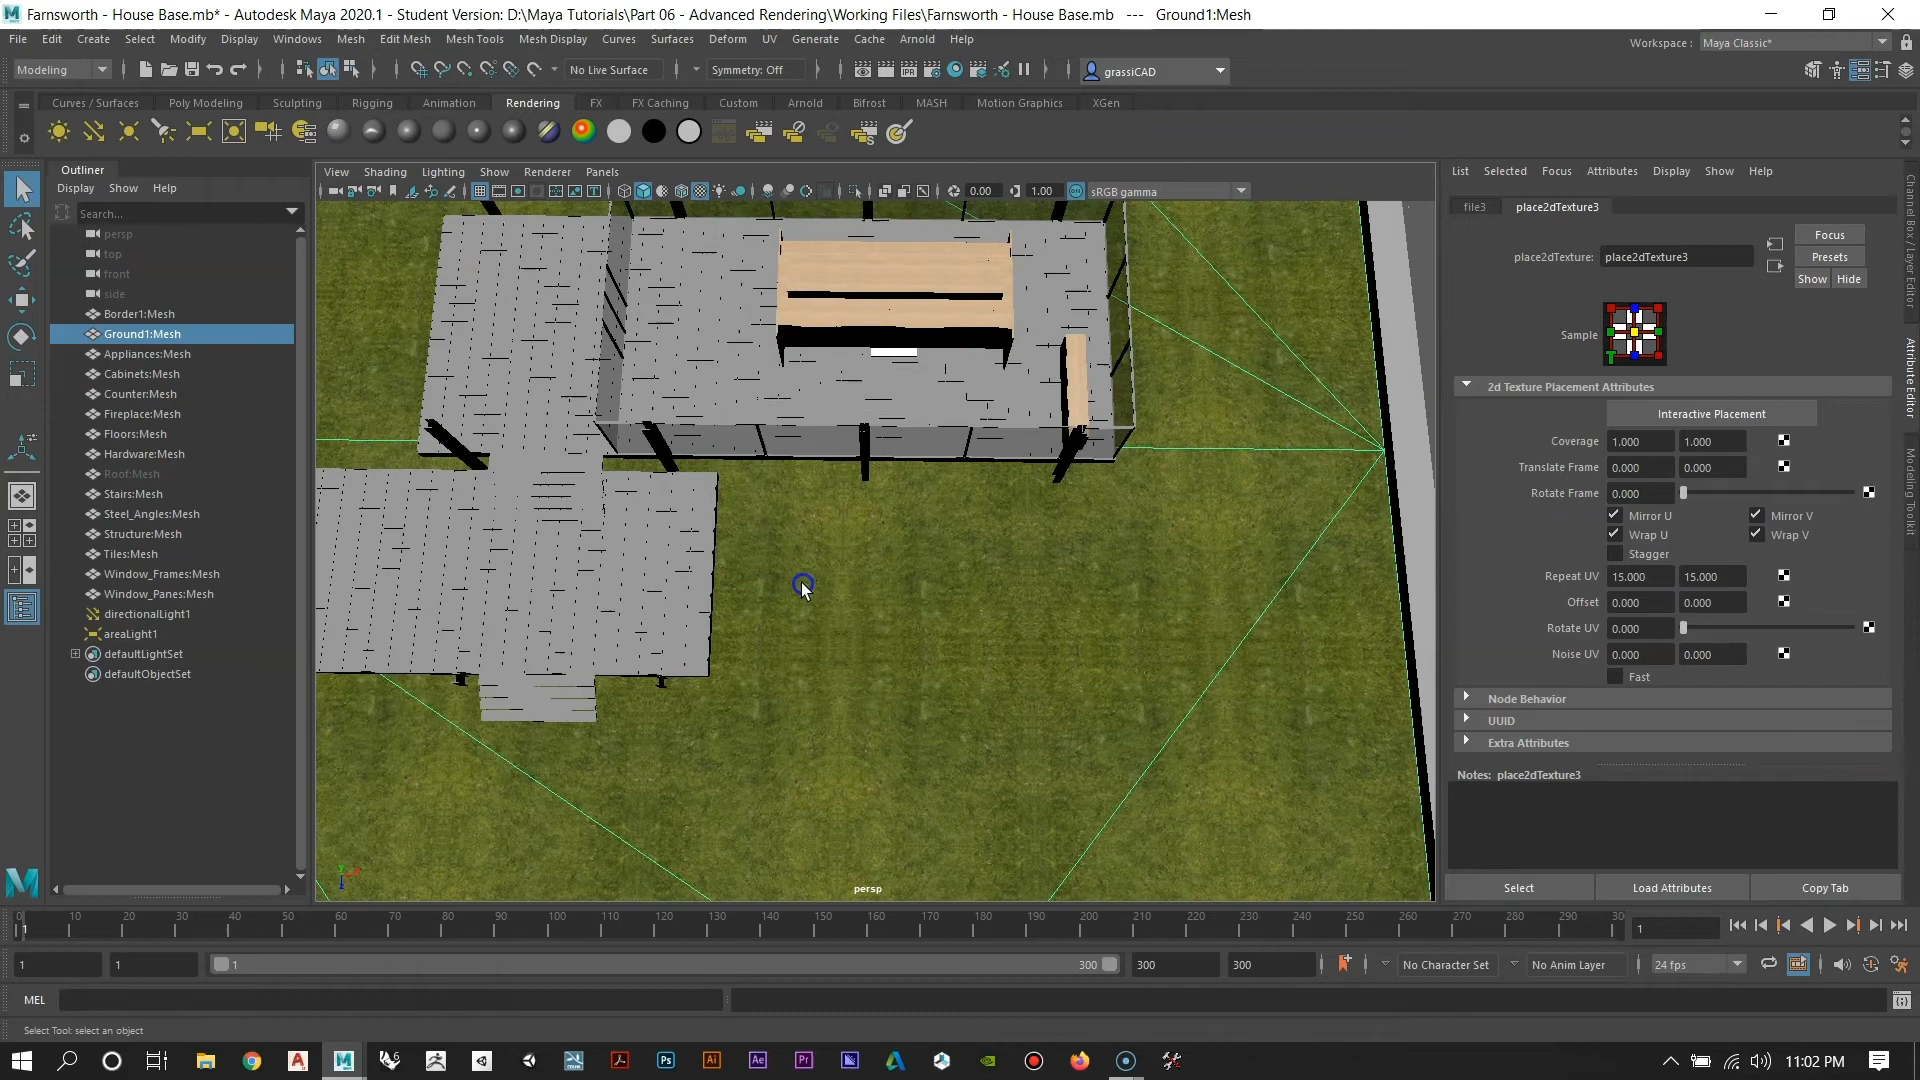 Farnsworth - House Base.mb* - Autodesk Maya 2020.1 - Student Version: D:\Maya Tutorials\Part 06 - Advanced Rendering\Working Files\Farnsworth - House Base.mb   ---   Ground1:Mesh
File Edit Create Select Modify Display Windows Mesh Edit Mesh Mesh Tools Mesh Display Curves Surfaces Deform UV Generate Cache Arnold Help
Workspace : Maya Classic*
Modeling No Live Surface Symmetry: Off grassiCAD
Curves / Surfaces Poly Modeling Sculpting Rigging Animation Rendering FX FX Caching Custom Arnold Bifrost MASH Motion Graphics XGen
Outliner
Display Show Help
Search...
persp
top
front
side
Border1:Mesh
Ground1:Mesh
Appliances:Mesh
Cabinets:Mesh
Counter:Mesh
Fireplace:Mesh
Floors:Mesh
Hardware:Mesh
Roof:Mesh
Stairs:Mesh
Steel_Angles:Mesh
Structure:Mesh
Tiles:Mesh
Window_Frames:Mesh
Window_Panes:Mesh
directionalLight1
areaLight1
defaultLightSet
defaultObjectSet
View Shading Lighting Show Renderer Panels
0.00 1.00 ON sRGB gamma
persp
List Selected Focus Attributes Display Show Help
file3 place2dTexture3
place2dTexture: place2dTexture3
Focus
Presets
Show Hide
Sample
2d Texture Placement Attributes
Interactive Placement
Coverage 1.000 1.000
Translate Frame 0.000 0.000
Rotate Frame 0.000
Mirror U Mirror V
Wrap U Wrap V
Stagger
Repeat UV 15.000 15.000
Offset 0.000 0.000
Rotate UV 0.000
Noise UV 0.000 0.000
Fast
Node Behavior
UUID
Extra Attributes
Notes: place2dTexture3
Select Load Attributes Copy Tab
Channel Box / Layer Editor
Attribute Editor
Modeling Toolkit
0 10 20 30 40 50 60 70 80 90 100 110 120 130 140 150 160 170 180 190 200 210 220 230 240 250 260 270 280 290 30
1 1
1 1 1 300 300 300 No Character Set No Anim Layer 24 fps
MEL
Select Tool: select an object
11:02 PM